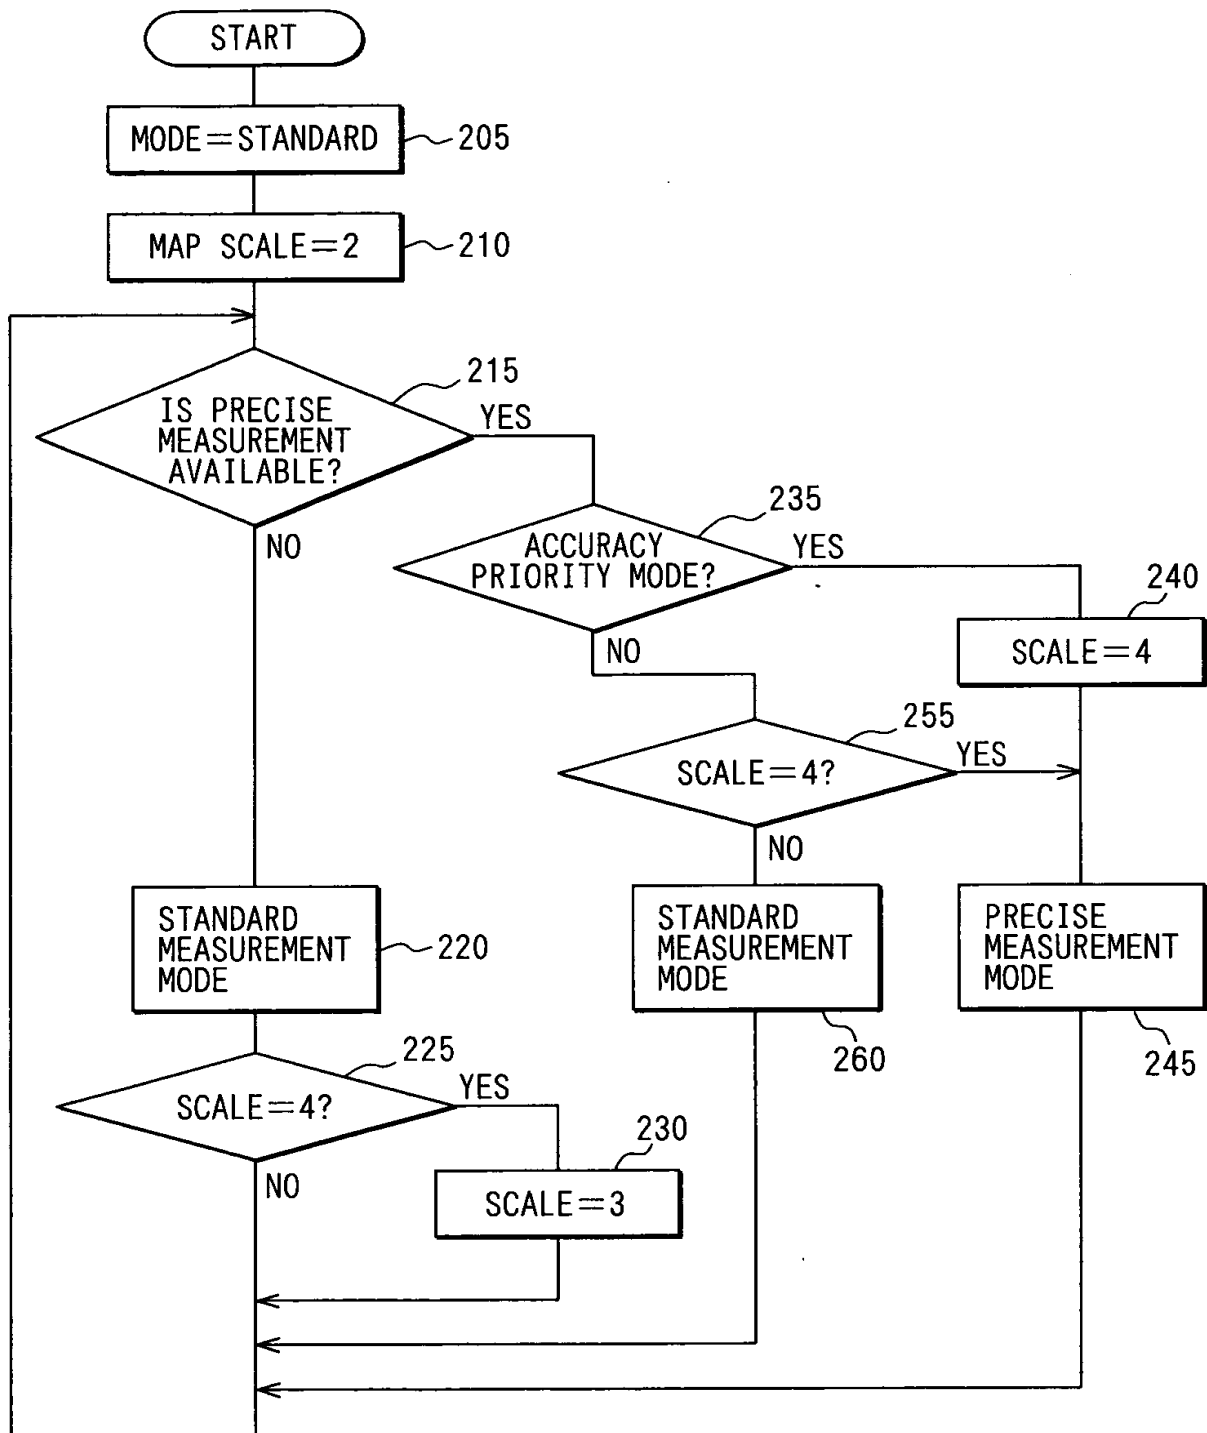 START
MODE=STANDARD
205
MAP SCALE=2
210
215
IS PRECISE
MEASUREMENT
AVAILABLE?
YES
NO
235
ACCURACY
PRIORITY MODE?
YES
NO
240
SCALE=4
255
SCALE=4?
YES
NO
STANDARD
MEASUREMENT
MODE
220
STANDARD
MEASUREMENT
MODE
260
PRECISE
MEASUREMENT
MODE
245
225
SCALE=4?
YES
NO
230
SCALE=3